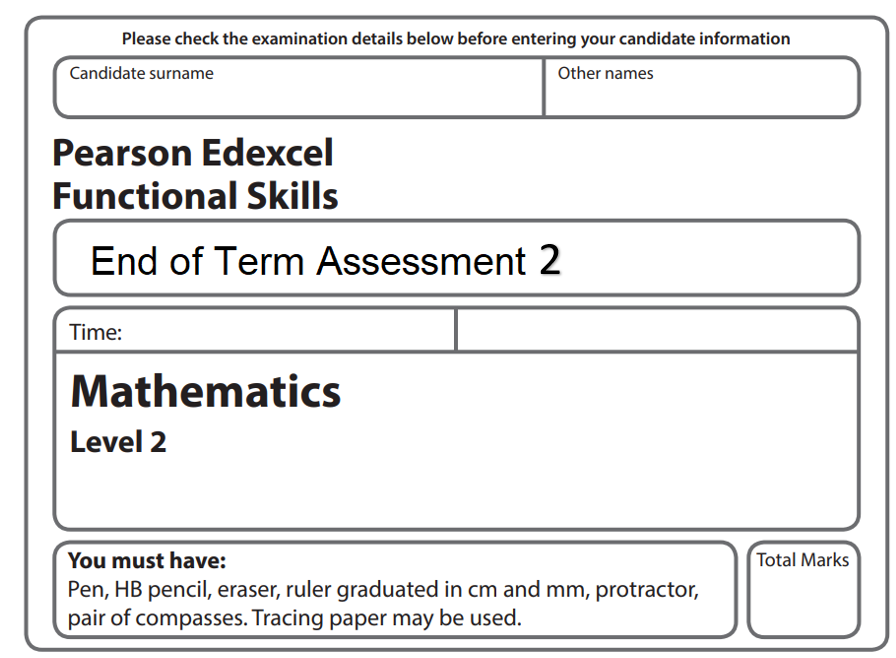 Please check the examination details below before entering your candidate information
Candidate surname
Other names
Pearson Edexcel
Functional Skills
End of Term Assessment 2
Time:
Mathematics
Level 2
You must have:
Total Marks
Pen, HB pencil, eraser, ruler graduated in cm and mm, protractor,
pair of compasses. Tracing paper may be used.